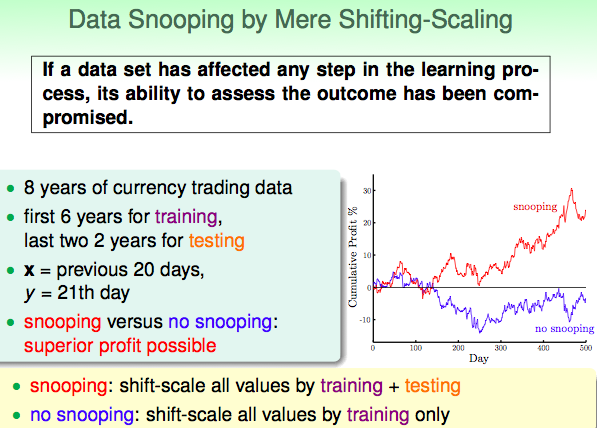 Data Snooping by Mere Shifting-Scaling
If a data set has affected any step in the learning pro-
cess, its ability to assess the outcome has been com-
promised.
• 8 years of currency trading data
• first 6 years for training,
last two 2 years for testing
• x = previous 20 days,
y = 21th day
• snooping versus no snooping:
superior profit possible
Cumulative Profit %
30
20
10
0
-10
snooping
no snooping
0 100 200 300 400 500
Day
• snooping: shift-scale all values by training + testing
• no snooping: shift-scale all values by training only